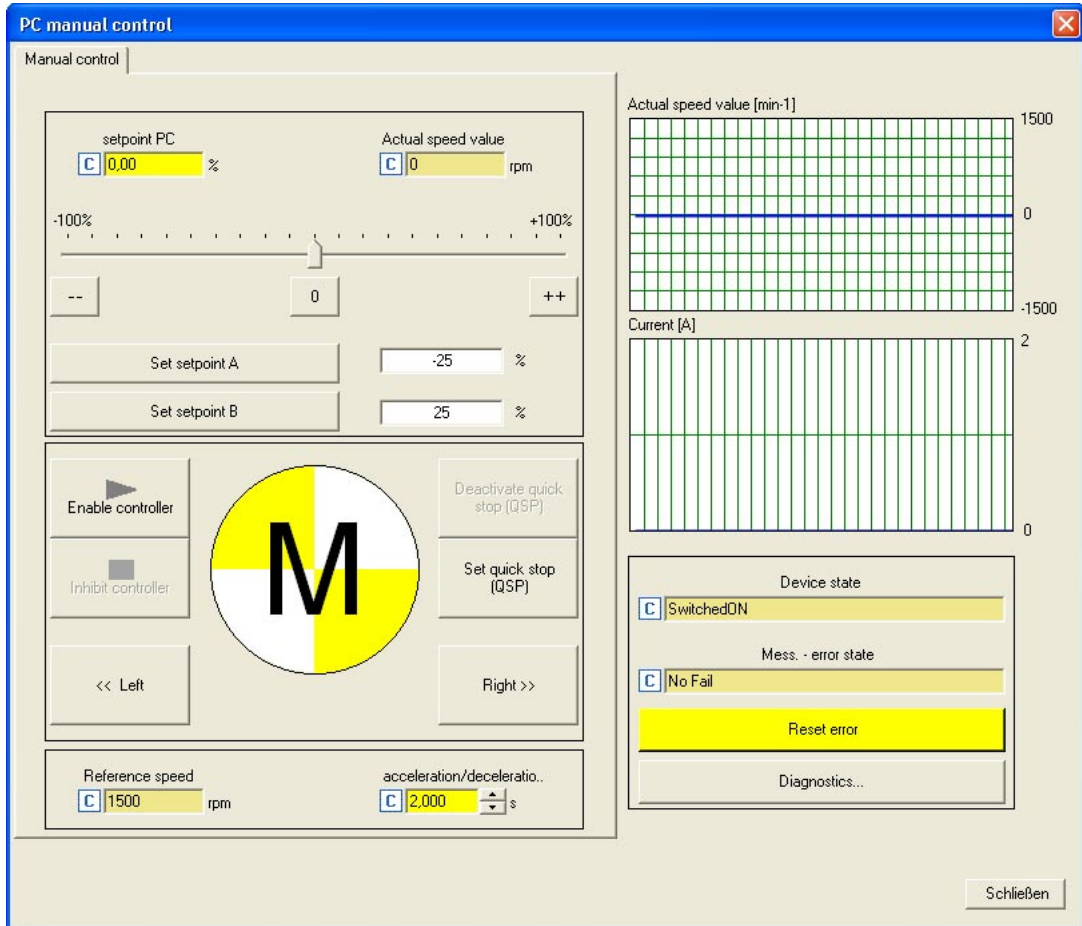 PC manual control
Manual control
setpoint PC
C 0,00 %
Actual speed value
C 0 rpm
-100%
+100%
--
0
++
Set setpoint A
-25 %
Set setpoint B
25 %
Enable controller
Inhibit controller
<< Left
M
Deactivate quick
stop (QSP)
Set quick stop
(QSP)
Right >>
Reference speed
C 1500 rpm
acceleration/deceleratio..
C 2,000 s
Actual speed value [min-1]
1500
0
-1500
Current [A]
2
0
Device state
C SwitchedON
Mess. - error state
C No Fail
Reset error
Diagnostics...
Schließen